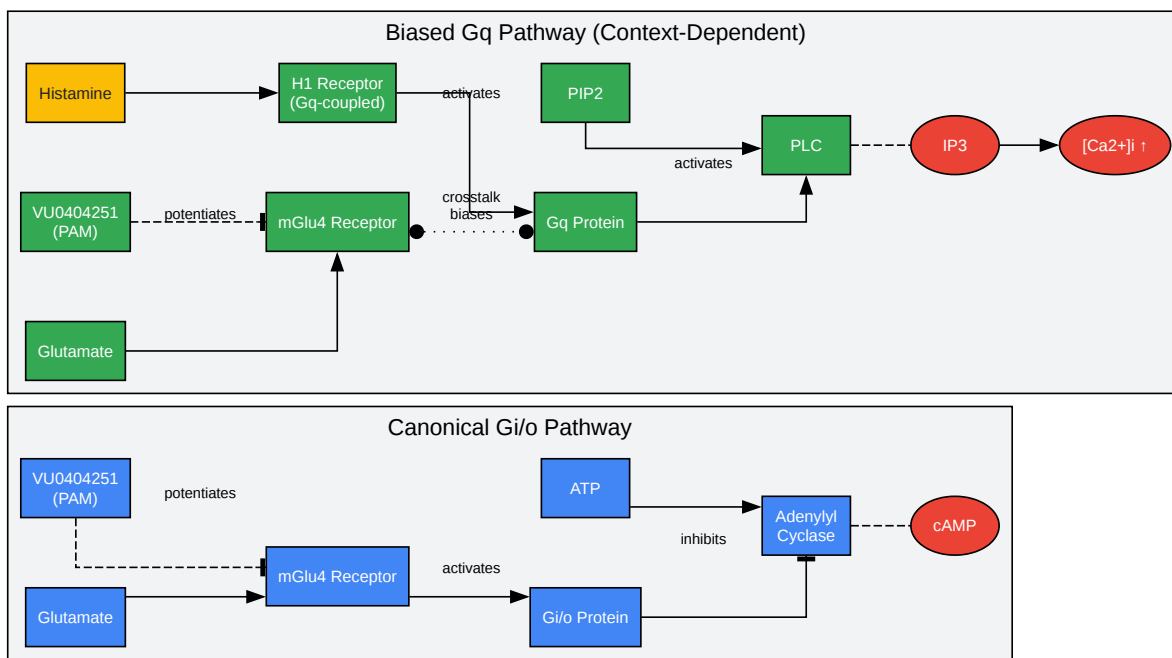 Biased Gq Pathway (Context-Dependent)
Histamine
H1 Receptor
(Gq-coupled)
activates
PIP2
PLC
IP3
[Ca2+]i ↑
activates
VU0404251
(PAM)
potentiates
mGlu4 Receptor
crosstalk
biases
Gq Protein
Glutamate
Canonical Gi/o Pathway
VU0404251
(PAM)
potentiates
ATP
Adenylyl
Cyclase
cAMP
inhibits
mGlu4 Receptor
activates
Glutamate
Gi/o Protein